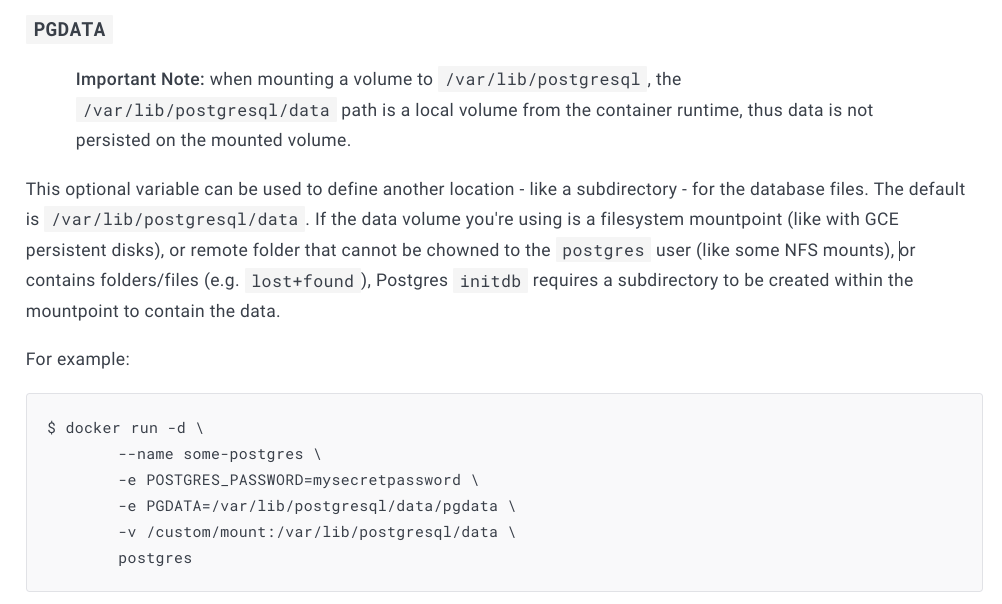 PGDATA
Important Note: when mounting a volume to /var/lib/postgresql , the
/var/lib/postgresql/data path is a local volume from the container runtime, thus data is not
persisted on the mounted volume.
This optional variable can be used to define another location - like a subdirectory - for the database files. The default
is /var/lib/postgresql/data . If the data volume you're using is a filesystem mountpoint (like with GCE
persistent disks), or remote folder that cannot be chowned to the postgres user (like some NFS mounts), or
contains folders/files (e.g. lost+found ), Postgres initdb requires a subdirectory to be created within the
mountpoint to contain the data.
For example:
$ docker run -d \
--name some-postgres \
-e POSTGRES_PASSWORD=mysecretpassword \
-e PGDATA=/var/lib/postgresql/data/pgdata \
-v /custom/mount:/var/lib/postgresql/data \
postgres